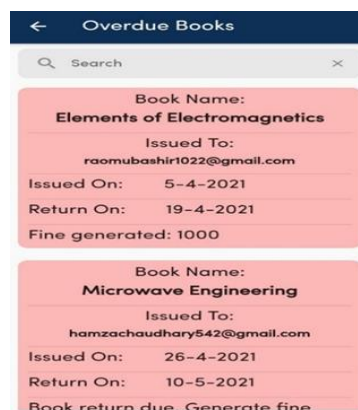 Overdue Books
Search
Book Name:
Elements of Electromagnetics
Issued To:
raomubashir1022@gmail.com
Issued On: 5-4-2021
Return On: 19-4-2021
Fine generated: 1000
Book Name:
Microwave Engineering
Issued To:
hamzachaudhary542@gmail.com
Issued On: 26-4-2021
Return On: 10-5-2021
Book return due. Generate fine